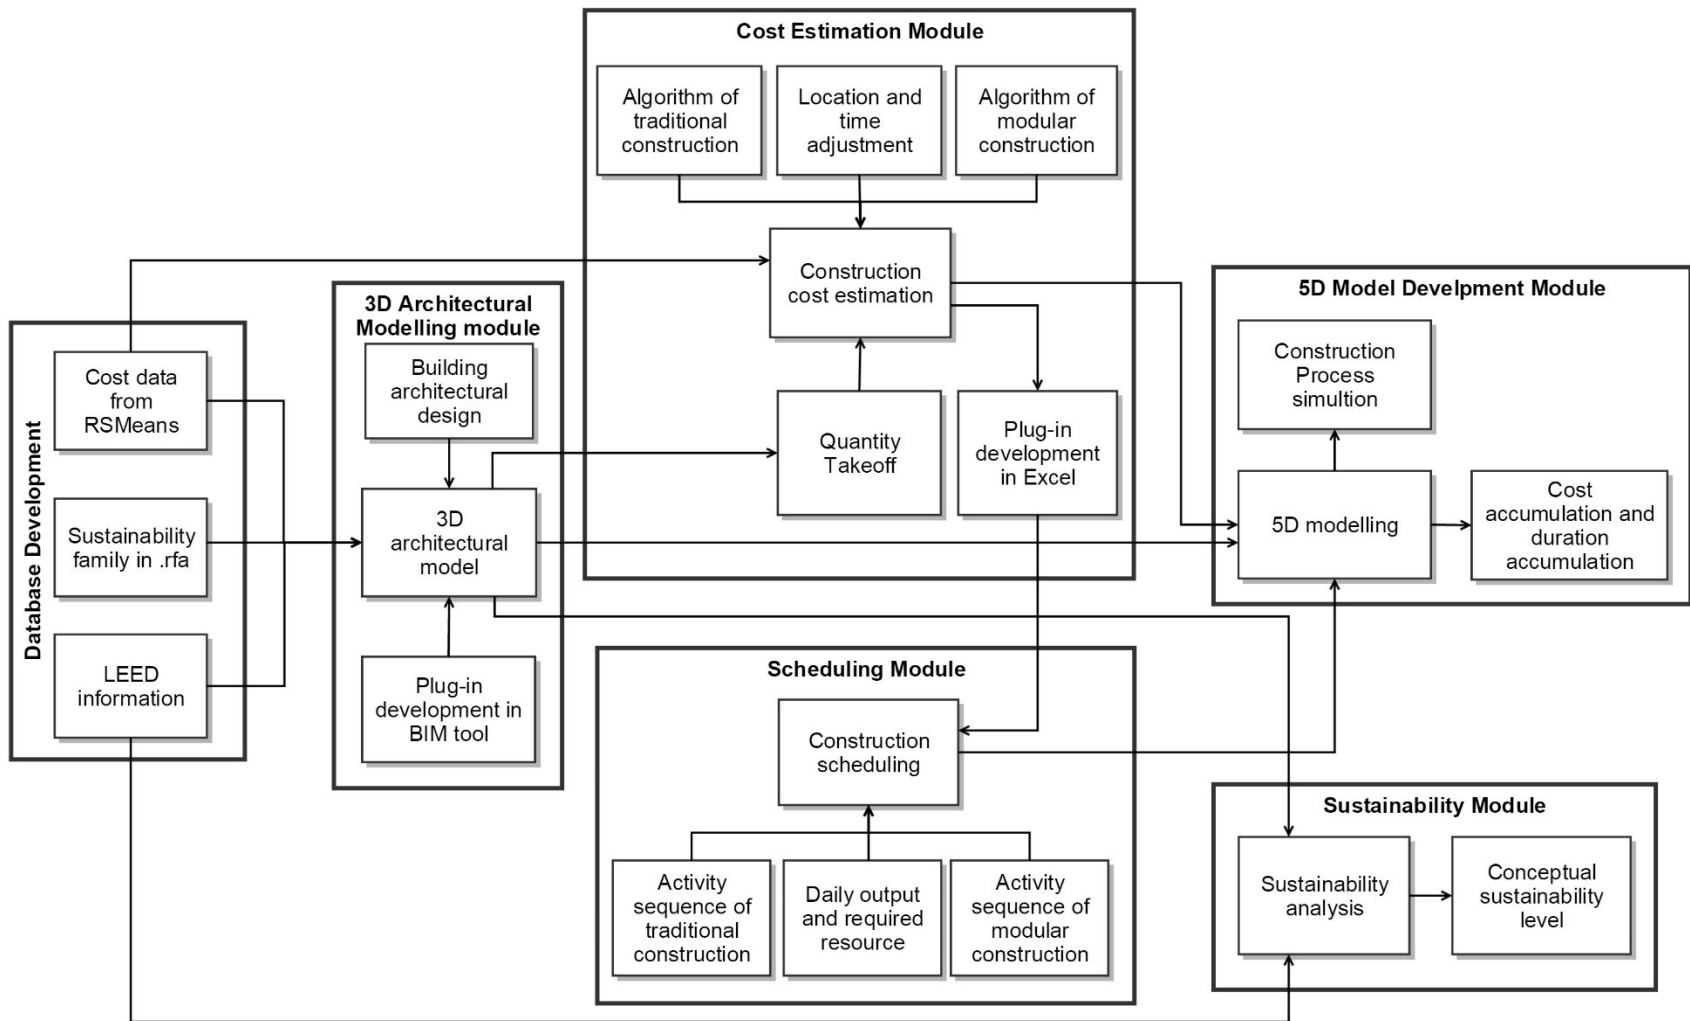 Cost Estimation Module
Algorithm of
traditional
construction
Location and
time
adjustment
Algorithm of
modular
construction
Construction
cost estimation
Quantity
Takeoff
Plug-in
development
in Excel
Database Development
Cost data
from
RSMeans
Sustainability
family in .rfa
LEED
information
3D Architectural
Modelling module
Building
architectural
design
3D
architectural
model
Plug-in
development in
BIM tool
5D Model Develpment Module
Construction
Process
simultion
5D modelling
Cost
accumulation and
duration
accumulation
Scheduling Module
Construction
scheduling
Activity
sequence of
traditional
construction
Daily output
and required
resource
Activity
sequence of
modular
construction
Sustainability Module
Sustainability
analysis
Conceptual
sustainability
level